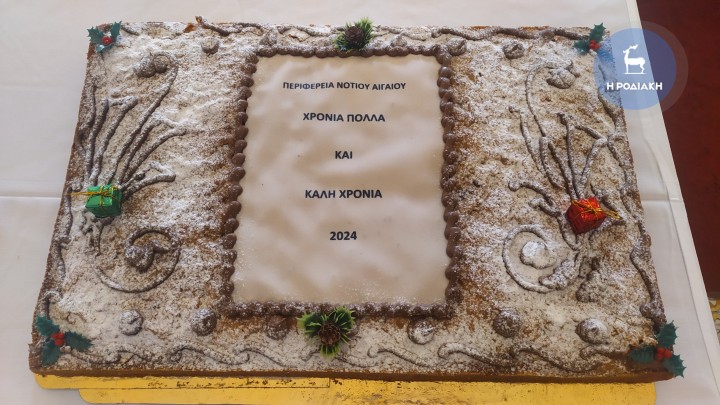 ΠΕΡΙΦΕΡΕΙΑ ΝΟΤΙΟΥ ΑΙΓΑΙΟΥ
ΧΡΟΝΙΑ ΠΟΛΛΑ
ΚΑΙ
ΚΑΛΗ ΧΡΟΝΙΑ
2024
Η ΡΟΔΙΑΚΗ